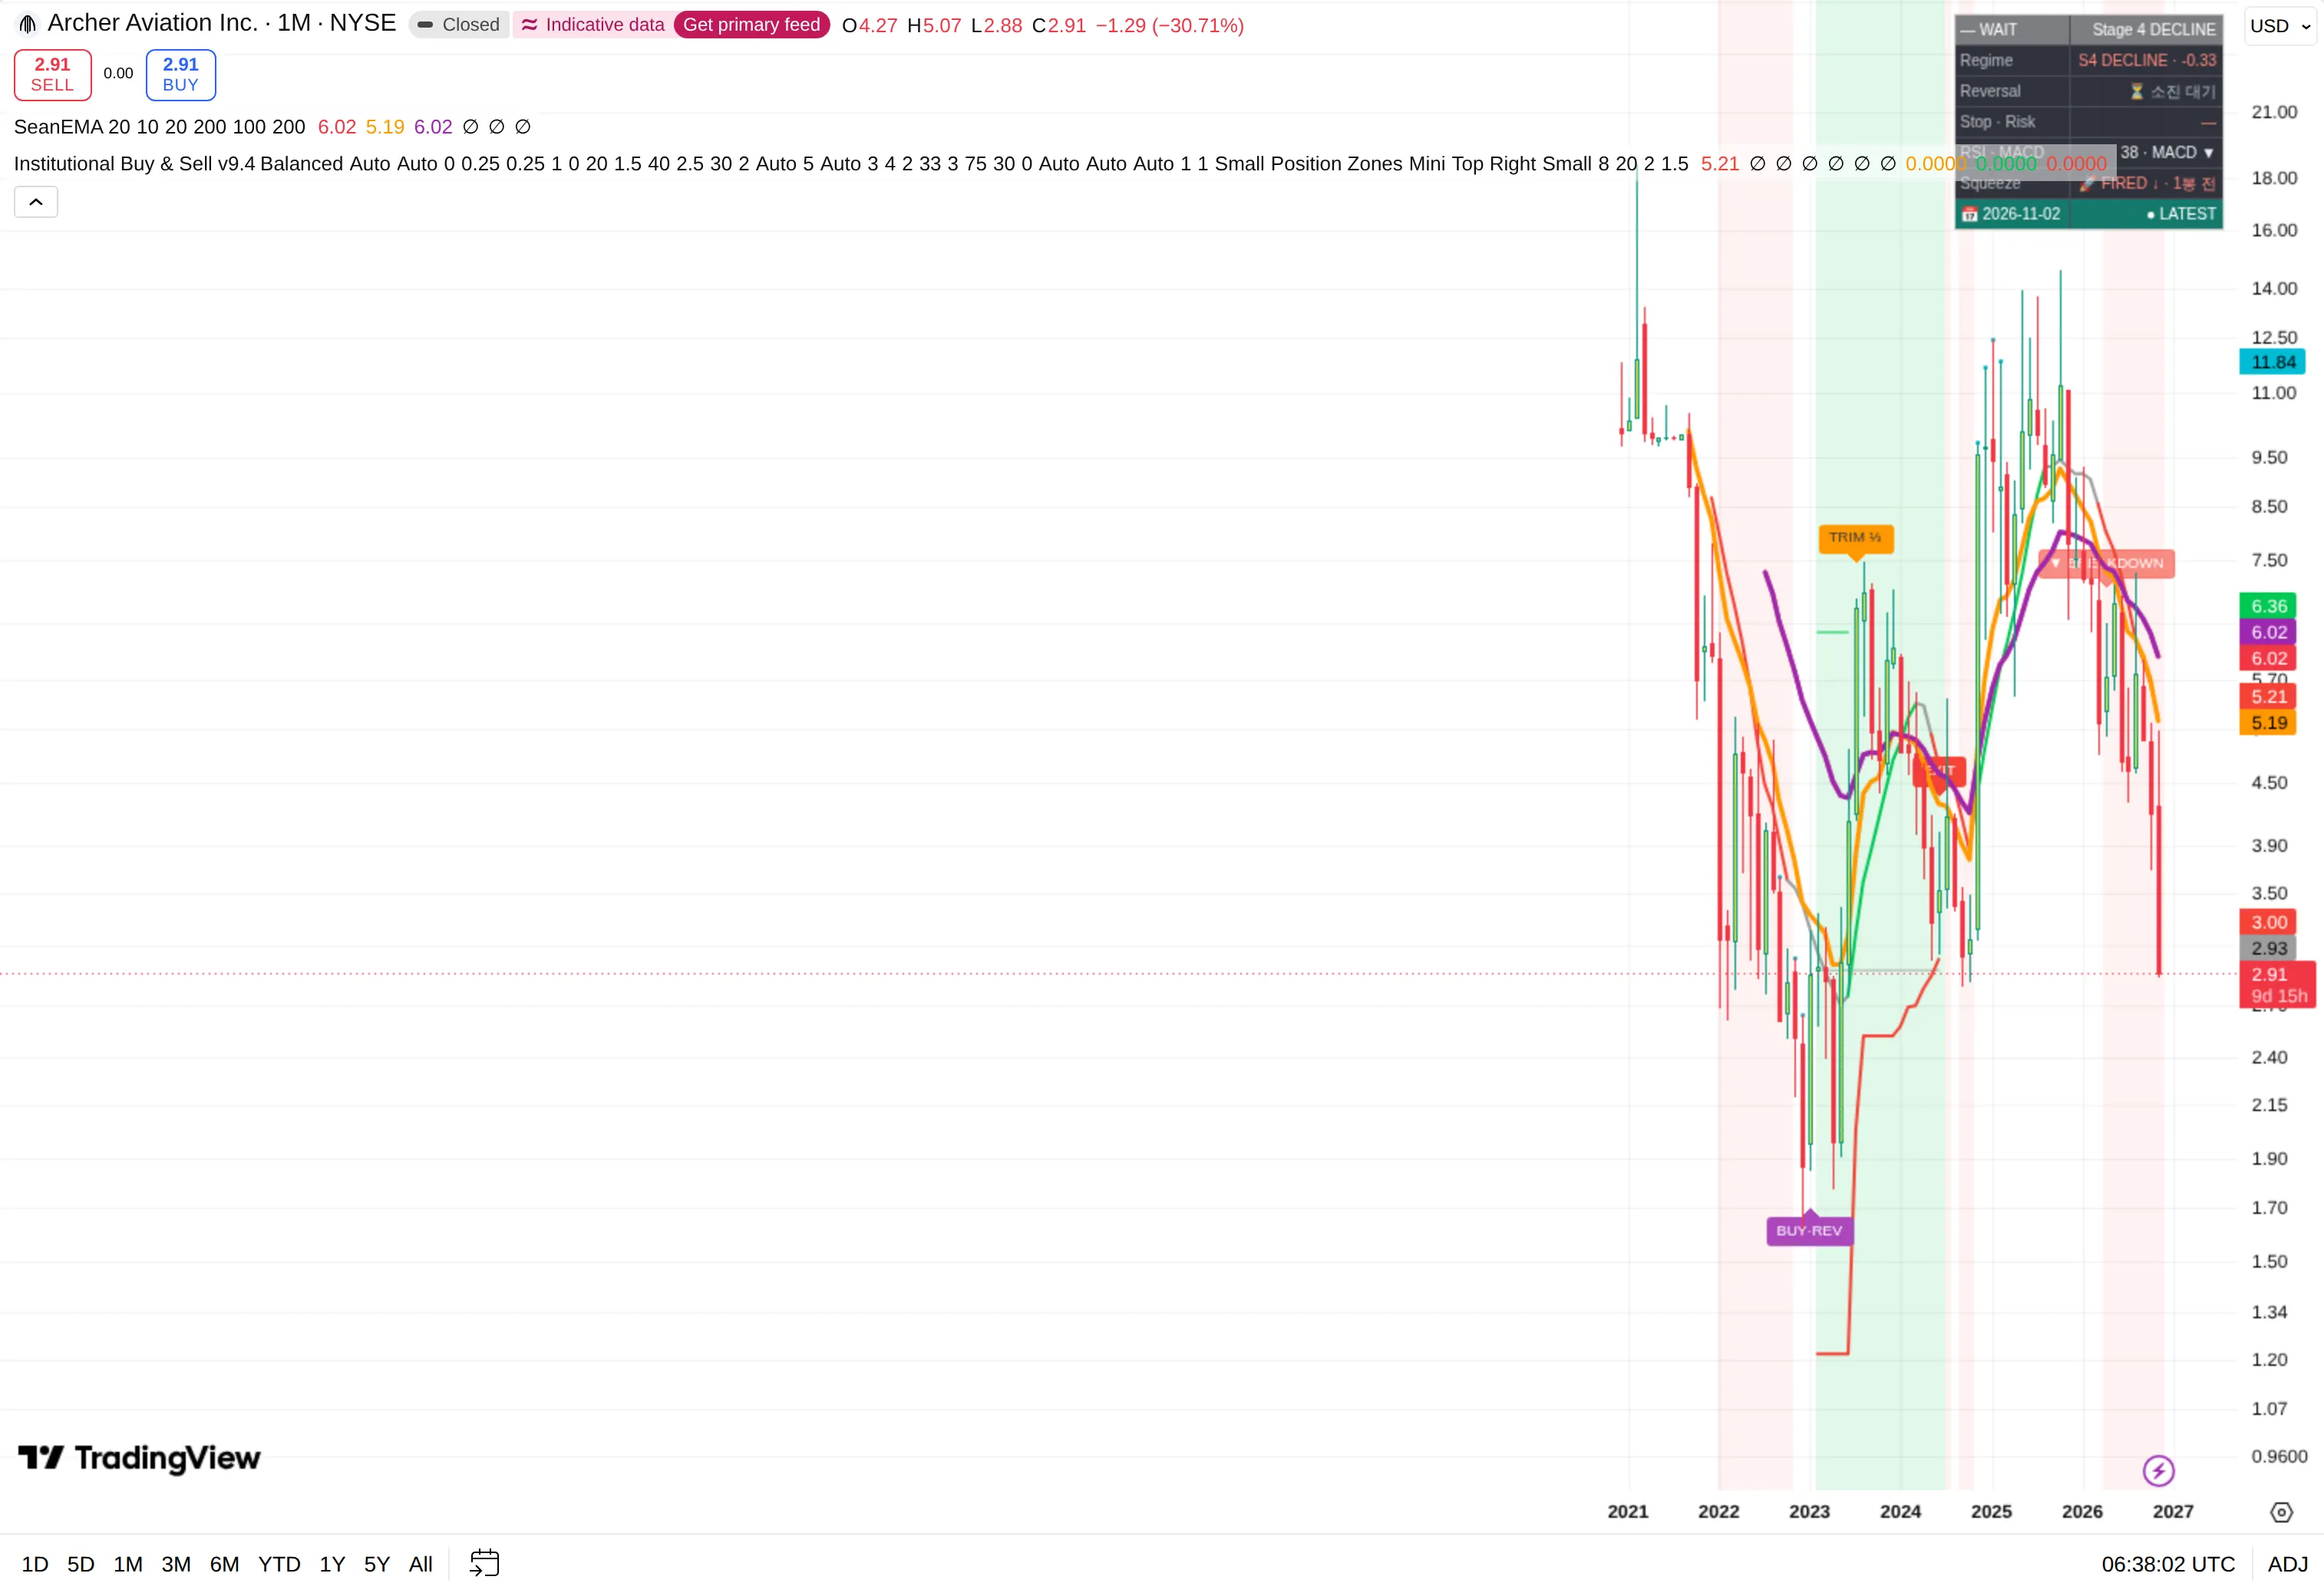 Archer Aviation Inc. · 1M · NYSE Closed Indicative data Get primary feed O4.27 H5.07 L2.88 C2.91 −1.29 (−30.71%)
2.91 SELL 0.00 2.91 BUY
SeanEMA 20 10 20 200 100 200 6.02 5.19 6.02 ∅ ∅ ∅
Institutional Buy & Sell v9.4 Balanced Auto Auto 0 0.25 0.25 1 0 20 1.5 40 2.5 30 2 Auto 5 Auto 3 4 2 33 3 75 30 0 Auto Auto Auto 1 1 Small Position Zones Mini Top Right Small 8 20 2 1.5 5.21 ∅ ∅ ∅ ∅ ∅ ∅ 0.0000 0.0000 0.0000
— WAIT Stage 4 DECLINE
Regime S4 DECLINE · -0.33
Reversal ⏳ 소진 대기
Stop · Risk —
RSI · MACD 38 · MACD ▼
Squeeze 🚀 FIRED ↓ · 1봉 전
📅 2026-11-02 ● LATEST
USD
21.00
18.00
16.00
14.00
12.50
11.84
11.00
9.50
8.50
7.50
6.36
6.02
6.02
5.70
5.21
5.19
4.50
3.90
3.50
3.00
2.93
2.91
9d 15h
2.40
2.15
1.90
1.70
1.50
1.34
1.20
1.07
0.9600
TRIM ⅓
BUY-REV
TradingView
2021 2022 2023 2024 2025 2026 2027
1D 5D 1M 3M 6M YTD 1Y 5Y All 06:38:02 UTC ADJ